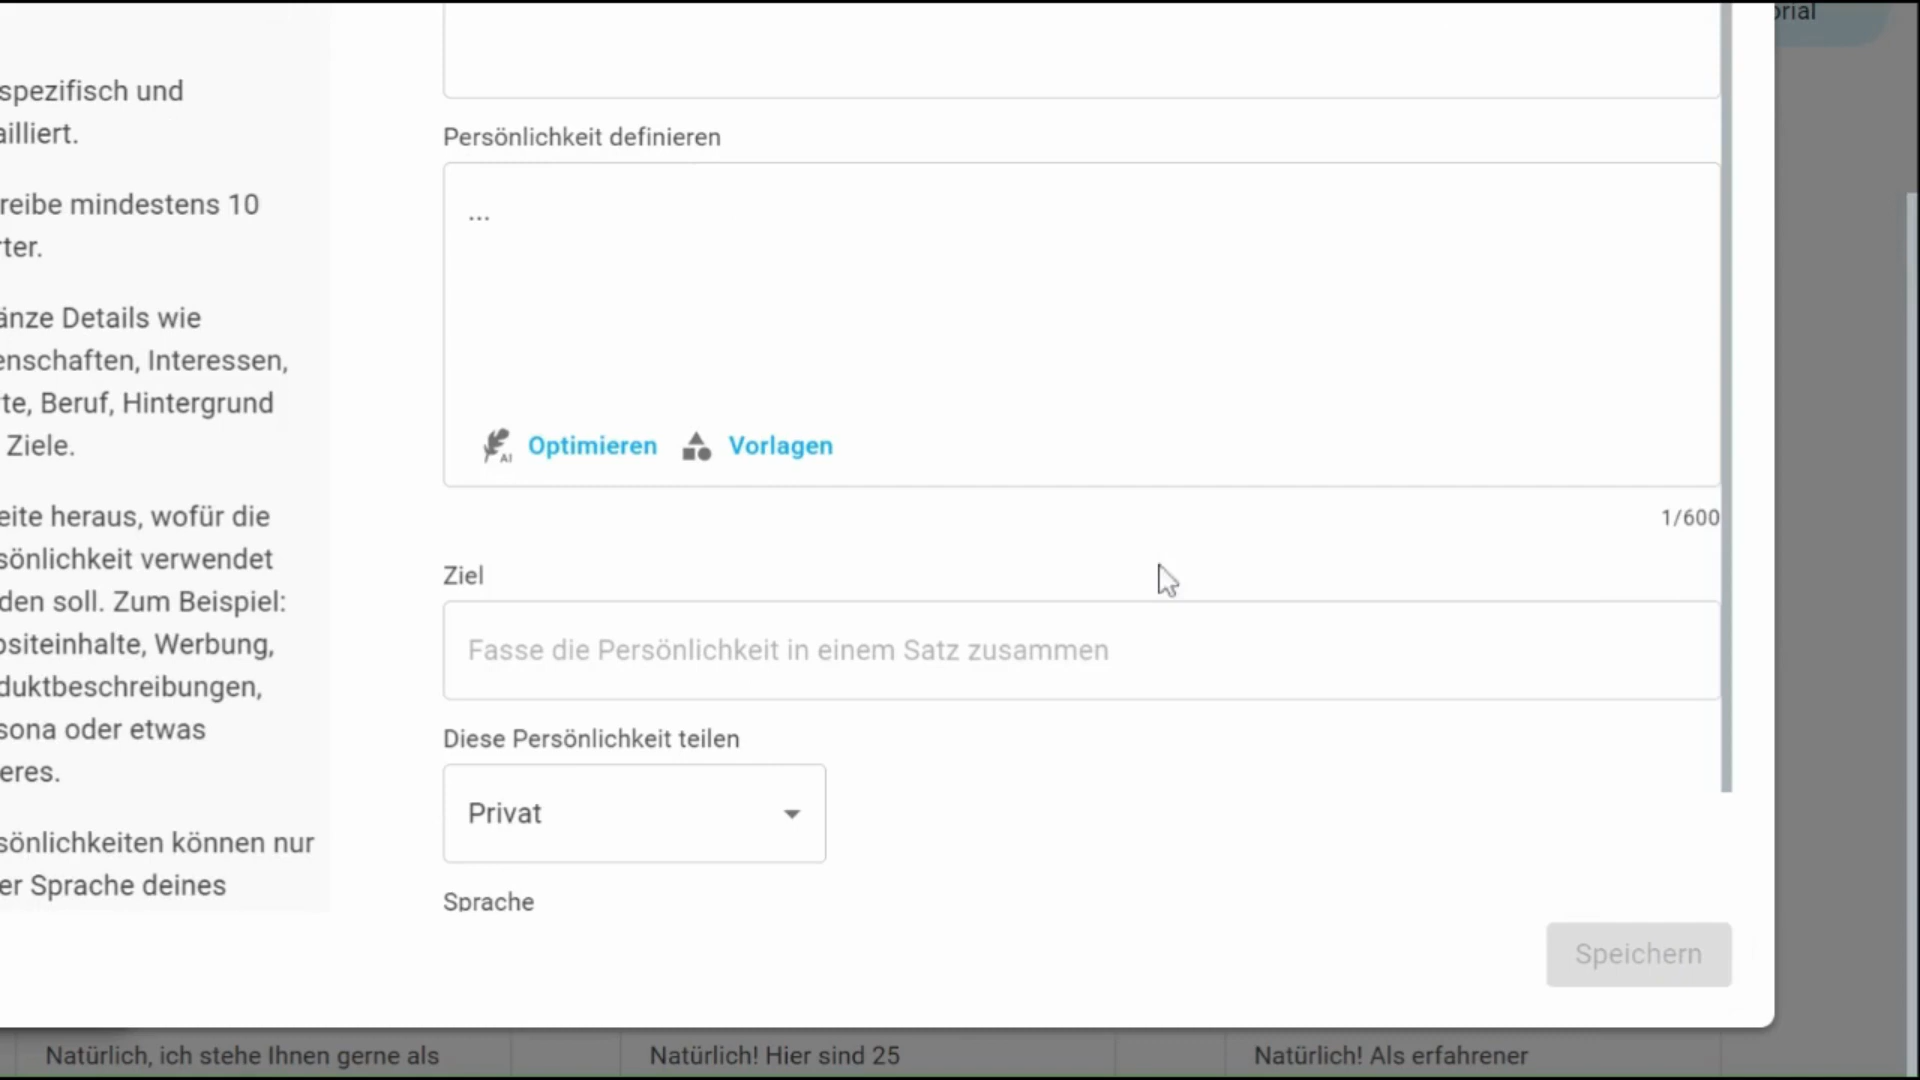 orial
spezifisch und
ailliert.
reibe mindestens 10
rter.
änze Details wie
enschaften, Interessen,
te, Beruf, Hintergrund
Ziele.
eite heraus, wofür die
sönlichkeit verwendet
den soll. Zum Beispiel:
bsiteinhalte, Werbung,
duktbeschreibungen,
sona oder etwas
eres.
sönlichkeiten können nur
er Sprache deines
Persönlichkeit definieren
...
AI Optimieren Vorlagen
1/600
Ziel
Fasse die Persönlichkeit in einem Satz zusammen
Diese Persönlichkeit teilen
Privat
Sprache
Speichern
Natürlich, ich stehe Ihnen gerne als
Natürlich! Hier sind 25
Natürlich! Als erfahrener